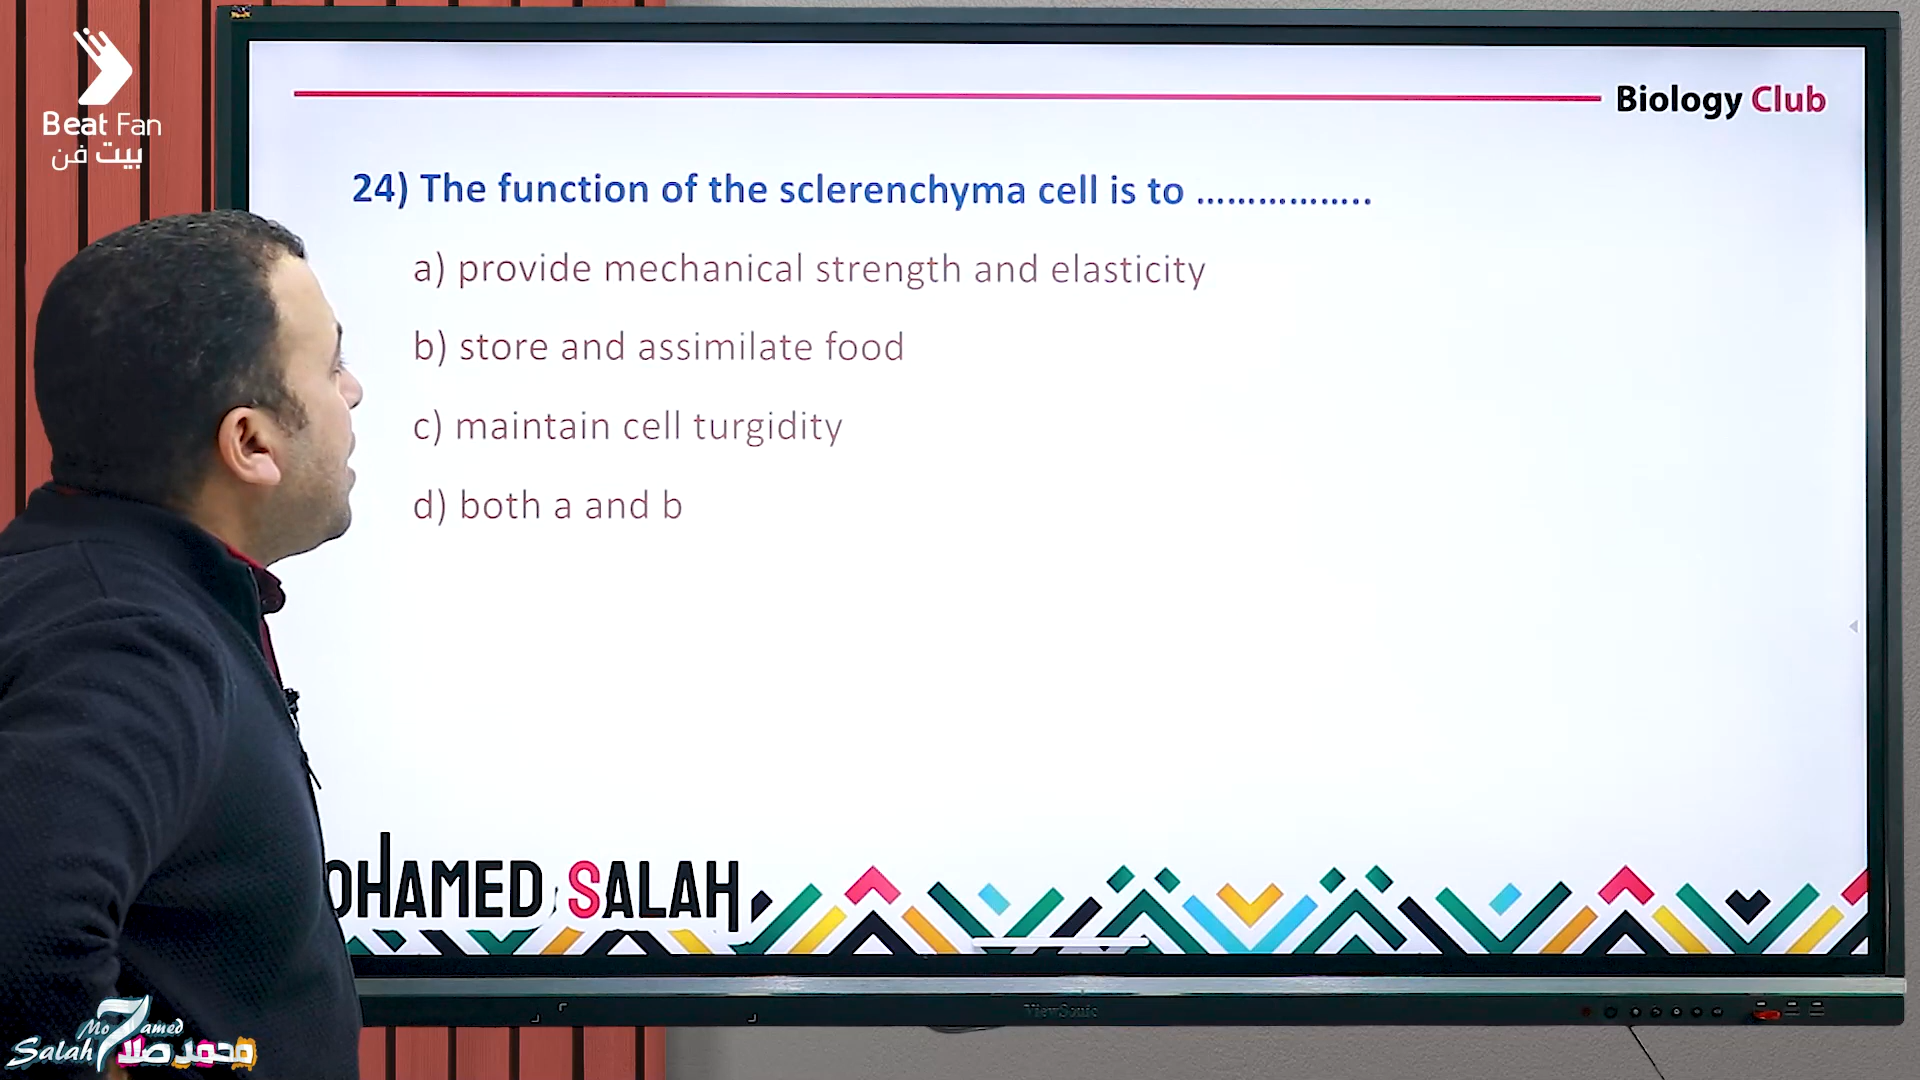 Beat Fan
بيت فن
Biology Club
24) The function of the sclerenchyma cell is to ..................
a) provide mechanical strength and elasticity
b) store and assimilate food
c) maintain cell turgidity
d) both a and b
OHAMED SALAH
ViewSonic
Mo7amed
Salah محمد صلاح